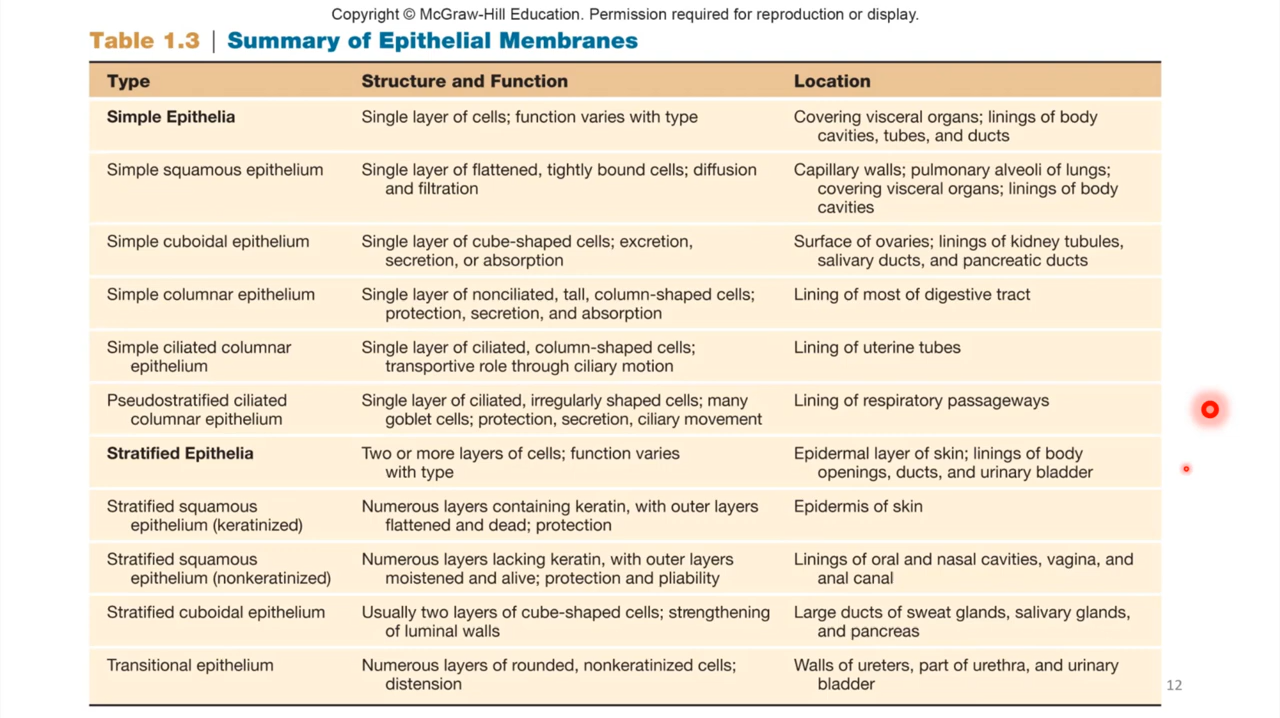 Copyright © McGraw-Hill Education. Permission required for reproduction or display.
Table 1.3 | Summary of Epithelial Membranes
Type Structure and Function Location
Simple Epithelia Single layer of cells; function varies with type Covering visceral organs; linings of body
cavities, tubes, and ducts
Simple squamous epithelium Single layer of flattened, tightly bound cells; diffusion Capillary walls; pulmonary alveoli of lungs;
and filtration covering visceral organs; linings of body
cavities
Simple cuboidal epithelium Single layer of cube-shaped cells; excretion, Surface of ovaries; linings of kidney tubules,
secretion, or absorption salivary ducts, and pancreatic ducts
Simple columnar epithelium Single layer of nonciliated, tall, column-shaped cells; Lining of most of digestive tract
protection, secretion, and absorption
Simple ciliated columnar Single layer of ciliated, column-shaped cells; Lining of uterine tubes
epithelium transportive role through ciliary motion
Pseudostratified ciliated Single layer of ciliated, irregularly shaped cells; many Lining of respiratory passageways
columnar epithelium goblet cells; protection, secretion, ciliary movement
Stratified Epithelia Two or more layers of cells; function varies Epidermal layer of skin; linings of body
with type openings, ducts, and urinary bladder
Stratified squamous Numerous layers containing keratin, with outer layers Epidermis of skin
epithelium (keratinized) flattened and dead; protection
Stratified squamous Numerous layers lacking keratin, with outer layers Linings of oral and nasal cavities, vagina, and
epithelium (nonkeratinized) moistened and alive; protection and pliability anal canal
Stratified cuboidal epithelium Usually two layers of cube-shaped cells; strengthening Large ducts of sweat glands, salivary glands,
of luminal walls and pancreas
Transitional epithelium Numerous layers of rounded, nonkeratinized cells; Walls of ureters, part of urethra, and urinary
distension bladder
12